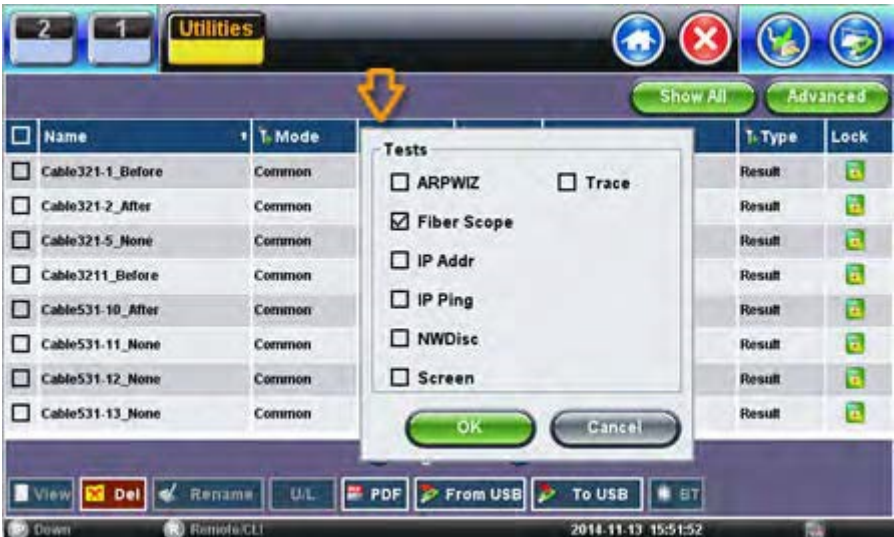 2 1 Utilities
Show All Advanced
Name Mode Type Lock
Tests
ARPWIZ Trace
Fiber Scope
IP Addr
IP Ping
NWDisc
Screen
OK Cancel
Cable321-1_Before Common Result
Cable321-2_After Common Result
Cable321-5_None Common Result
Cable3211_Before Common Result
Cable531-10_After Common Result
Cable531-11_None Common Result
Cable531-12_None Common Result
Cable531-13_None Common Result
View Del Rename U/L PDF From USB To USB BT
IP Down R Remote/CLI 2014-11-13 15:51:52